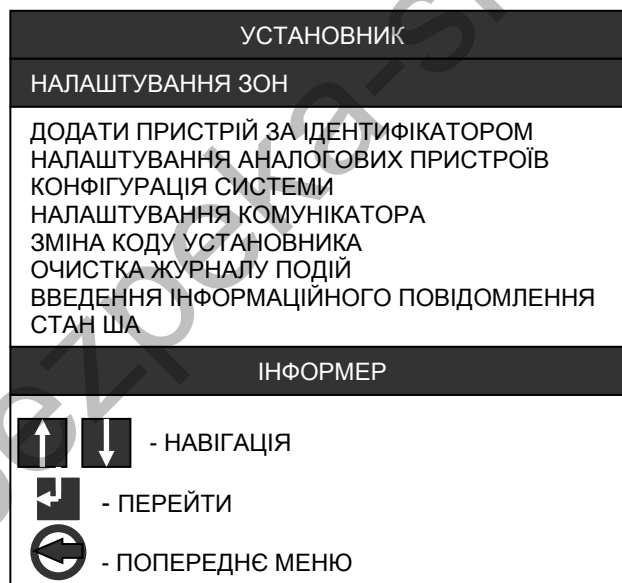 УСТАНОВНИК
НАЛАШТУВАННЯ ЗОН
ДОДАТИ ПРИСТРІЙ ЗА ІДЕНТИФІКАТОРОМ
НАЛАШТУВАННЯ АНАЛОГОВИХ ПРИСТРОЇВ
КОНФІГУРАЦІЯ СИСТЕМИ
НАЛАШТУВАННЯ КОМУНІКАТОРА
ЗМІНА КОДУ УСТАНОВНИКА
ОЧИСТКА ЖУРНАЛУ ПОДІЙ
ВВЕДЕННЯ ІНФОРМАЦІЙНОГО ПОВІДОМЛЕННЯ
СТАН ША
ІНФОРМЕР
- НАВІГАЦІЯ
- ПЕРЕЙТИ
- ПОПЕРЕДНЄ МЕНЮ